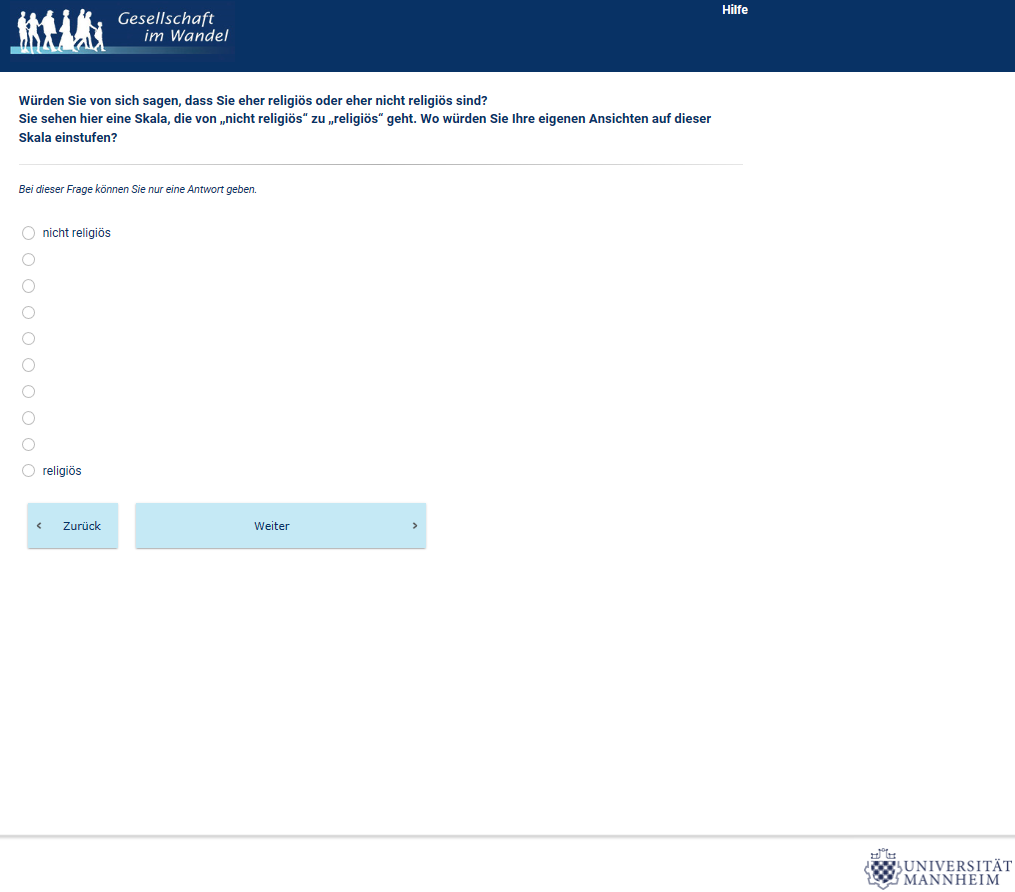 Gesellschaft
im Wandel
Hilfe
Würden Sie von sich sagen, dass Sie eher religiös oder eher nicht religiös sind?
Sie sehen hier eine Skala, die von „nicht religiös“ zu „religiös“ geht. Wo würden Sie Ihre eigenen Ansichten auf dieser
Skala einstufen?
Bei dieser Frage können Sie nur eine Antwort geben.
nicht religiös
religiös
‹ Zurück
Weiter ›
UNIVERSITÄT
MANNHEIM